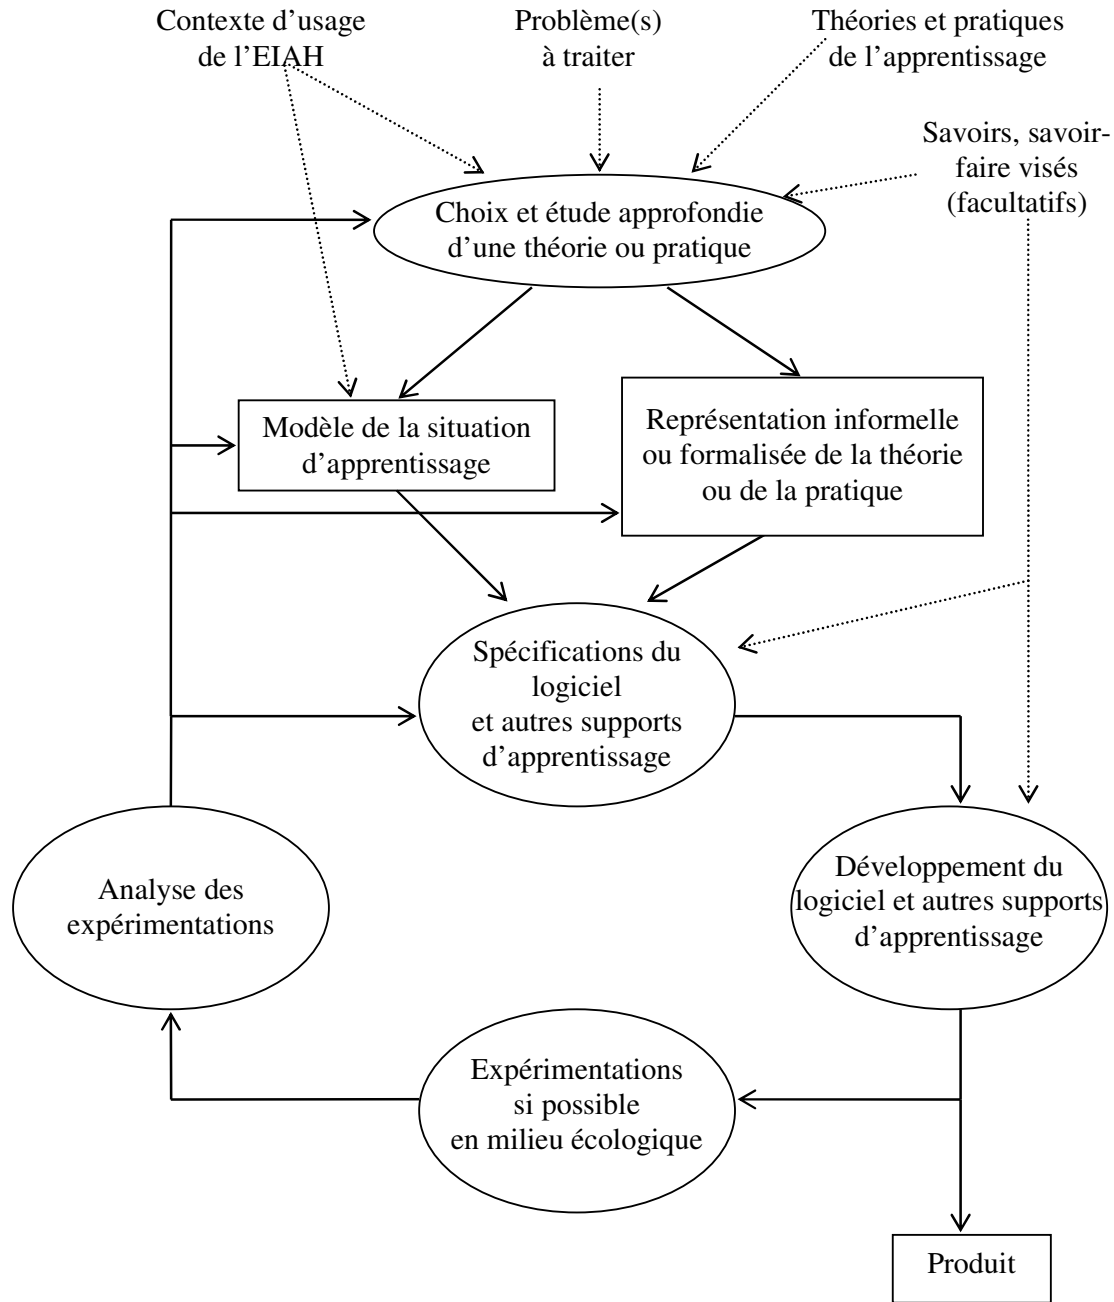 Contexte d’usage
de l’EIAH
Problème(s)
à traiter
Théories et pratiques
de l’apprentissage
Savoirs, savoir-
faire visés
(facultatifs)
Choix et étude approfondie
d’une théorie ou pratique
Modèle de la situation
d’apprentissage
Représentation informelle
ou formalisée de la théorie
ou de la pratique
Spécifications du
logiciel
et autres supports
d’apprentissage
Développement du
logiciel et autres supports
d’apprentissage
Analyse des
expérimentations
Expérimentations
si possible
en milieu écologique
Produit